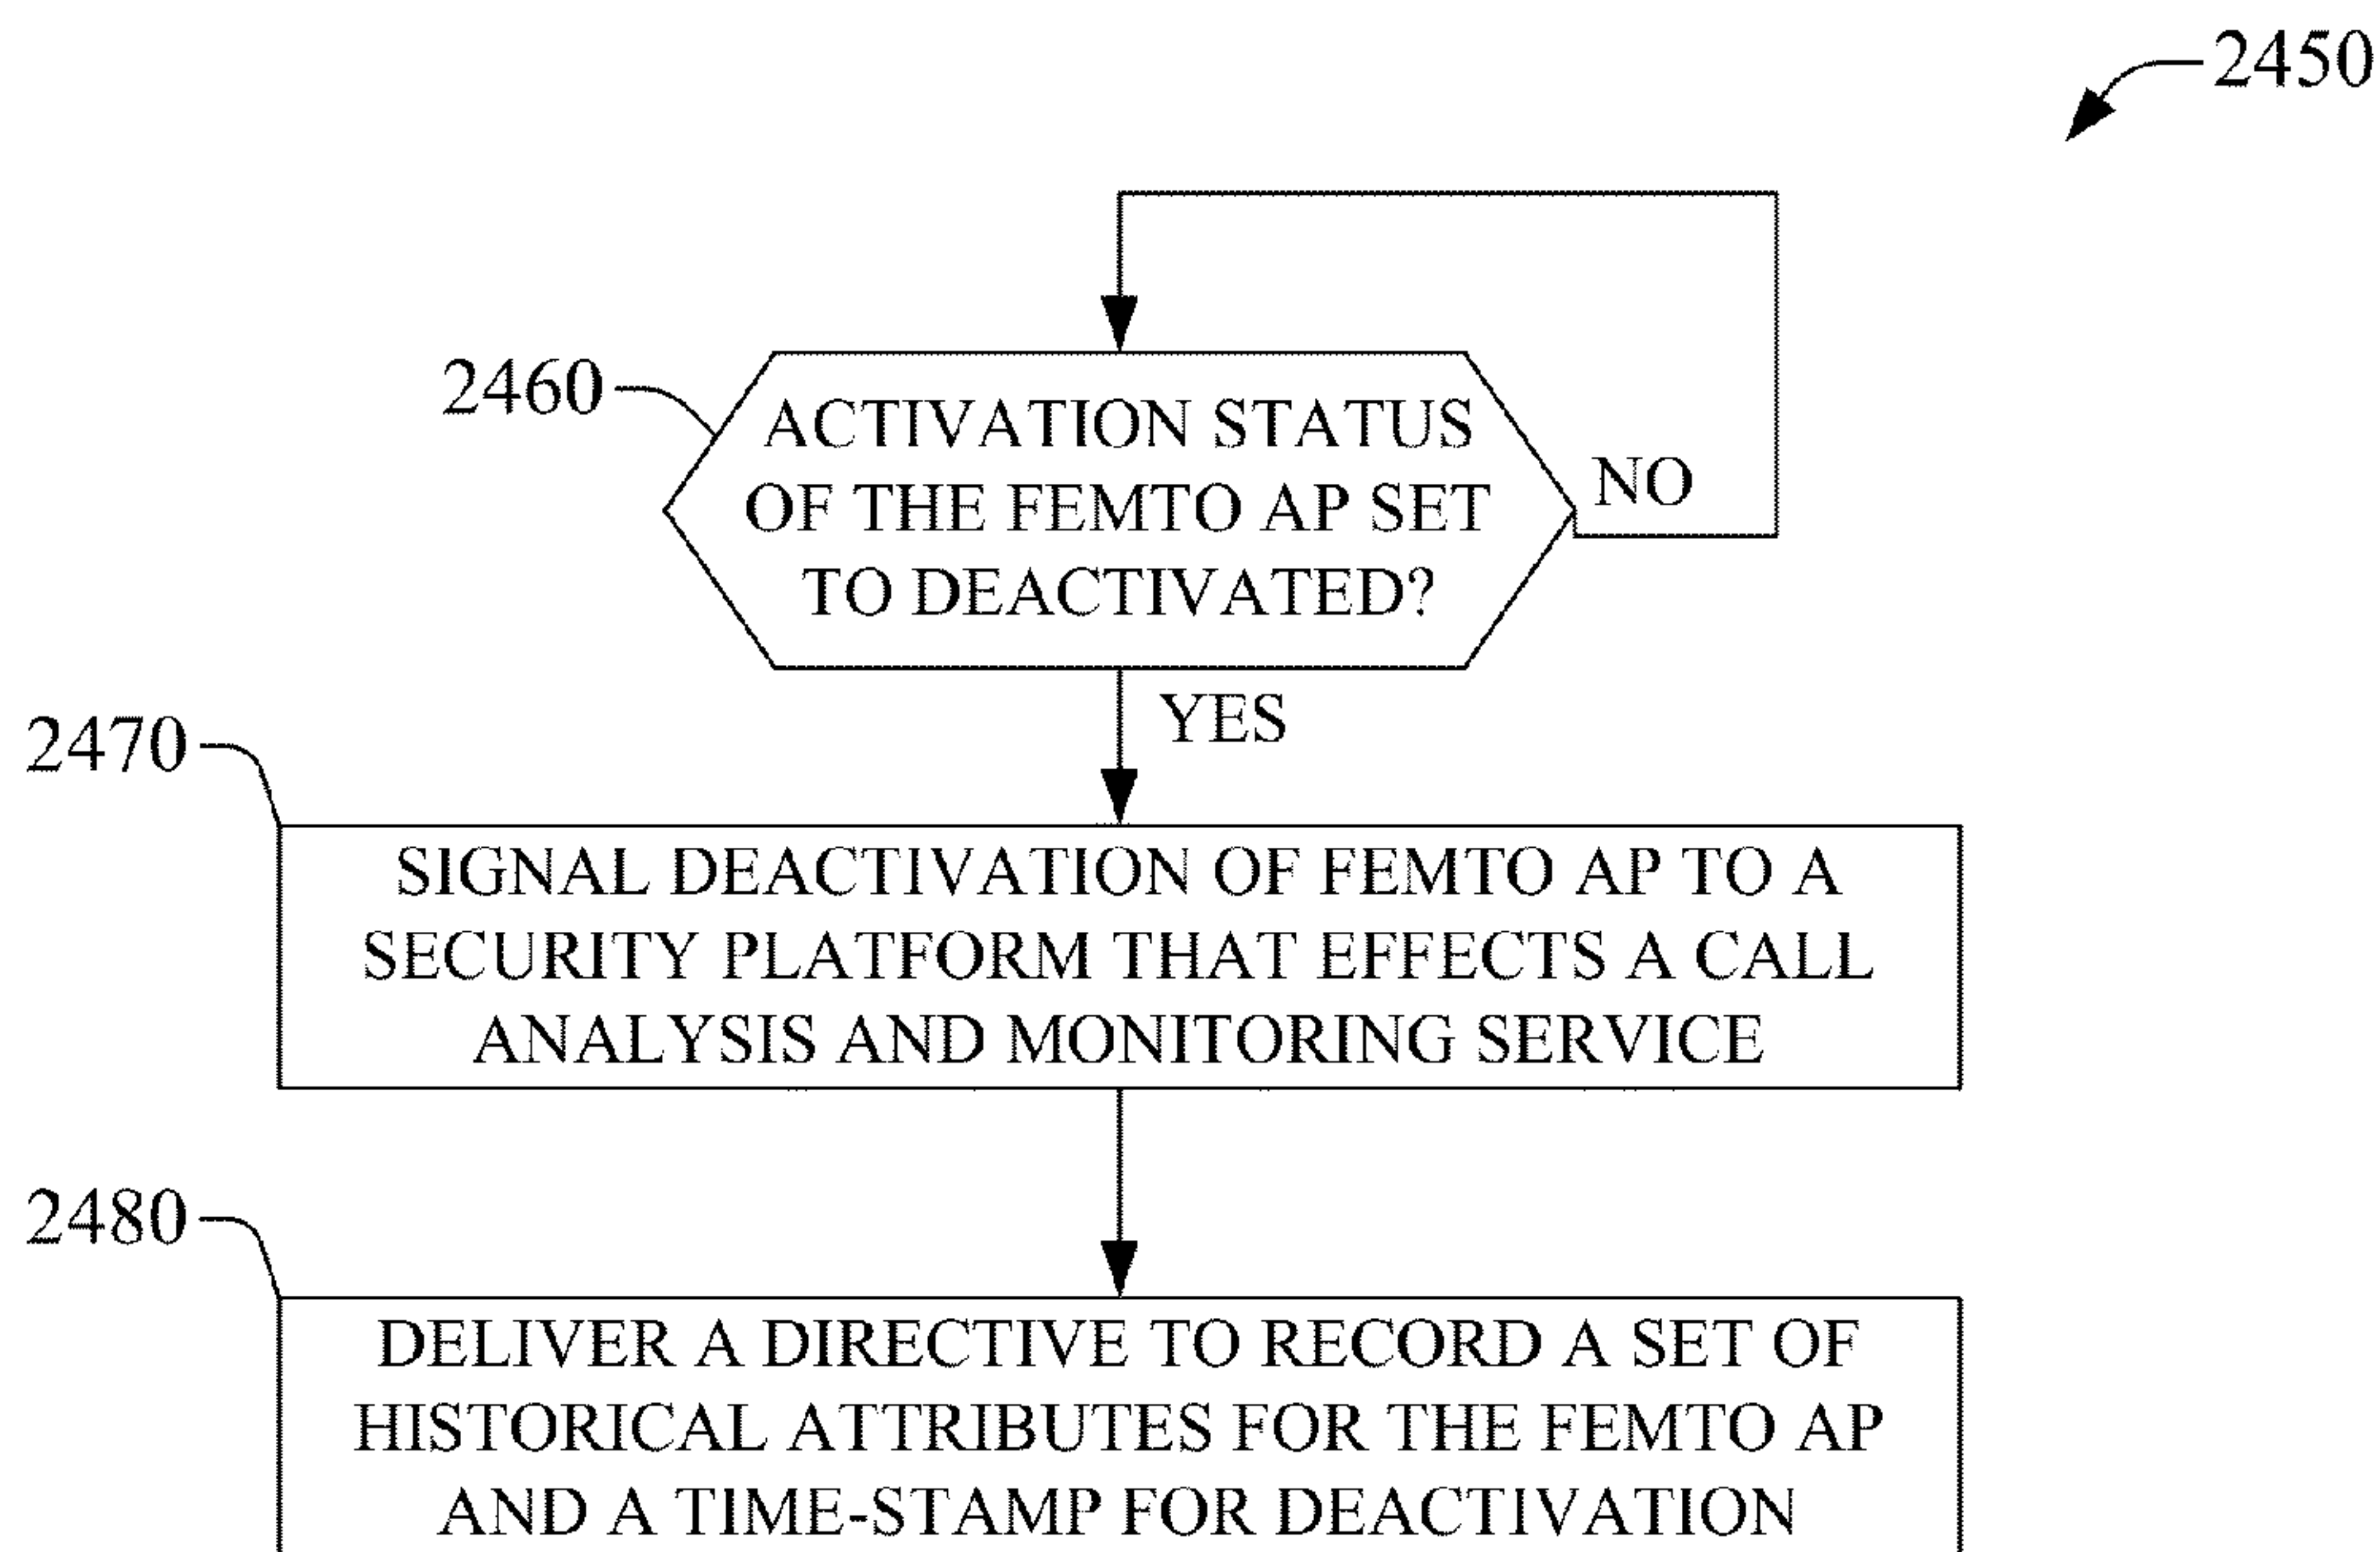 2450
2460
ACTIVATION STATUS
OF THE FEMTO AP SET
TO DEACTIVATED?
NO
YES
2470
SIGNAL DEACTIVATION OF FEMTO AP TO A
SECURITY PLATFORM THAT EFFECTS A CALL
ANALYSIS AND MONITORING SERVICE
2480
DELIVER A DIRECTIVE TO RECORD A SET OF
HISTORICAL ATTRIBUTES FOR THE FEMTO AP
AND A TIME-STAMP FOR DEACTIVATION